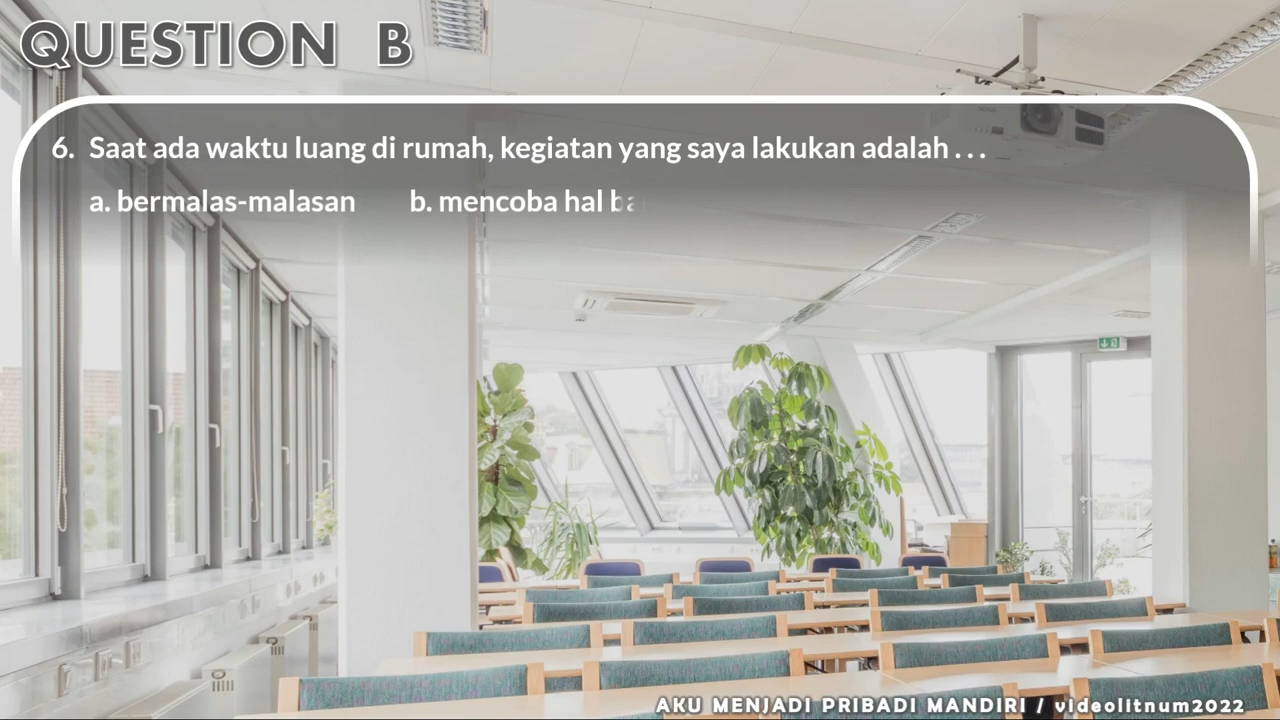 QUESTION B
6. Saat ada waktu luang di rumah, kegiatan yang saya lakukan adalah . . .
a. bermalas-malasan b. mencoba hal
AKU MENJADI PRIBADI MANDIRI / videolitnum2022